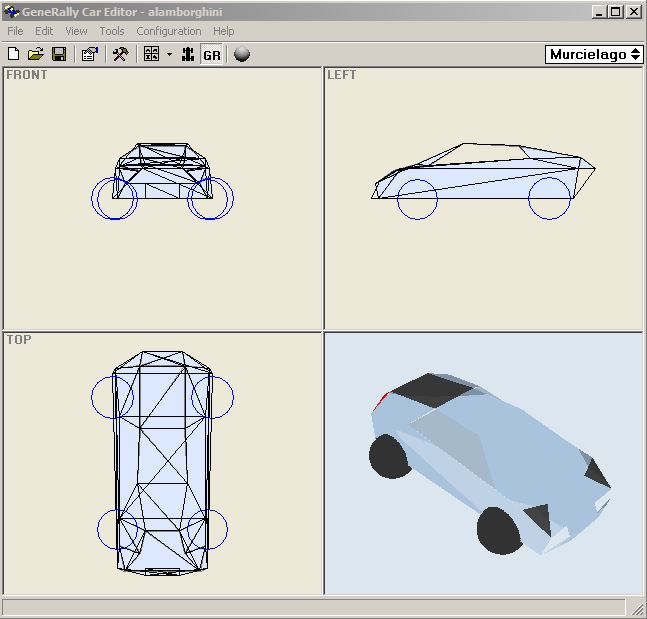 GeneRally Car Editor - alamborghini
File Edit View Tools Configuration Help
GR Murcielago
FRONT LEFT
TOP